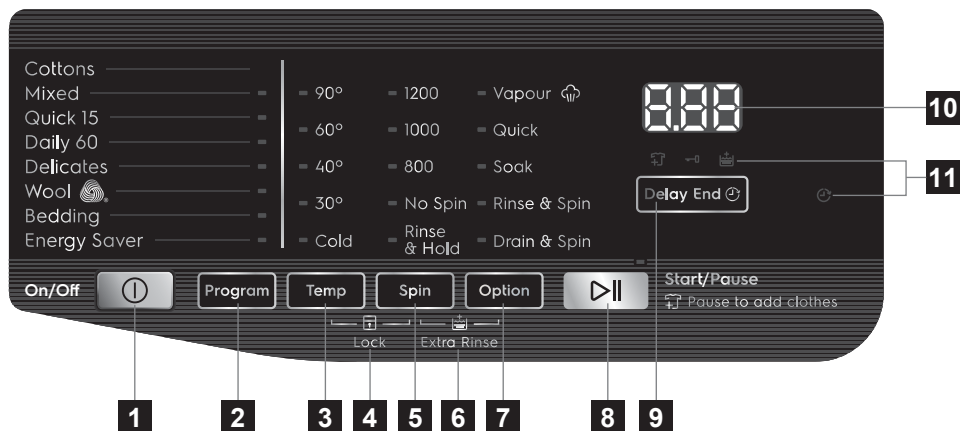 Cottons
Mixed
Quick 15
Daily 60
Delicates
Wool
Bedding
Energy Saver
90°
60°
40°
30°
Cold
1200
1000
800
No Spin
Rinse
& Hold
Vapour
Quick
Soak
Rinse & Spin
Drain & Spin
8.88
Delay End
On/Off
Program
Temp
Spin
Option
Start/Pause
Pause to add clothes
Lock
Extra Rinse
10
11
1
2
3
4
5
6
7
8
9